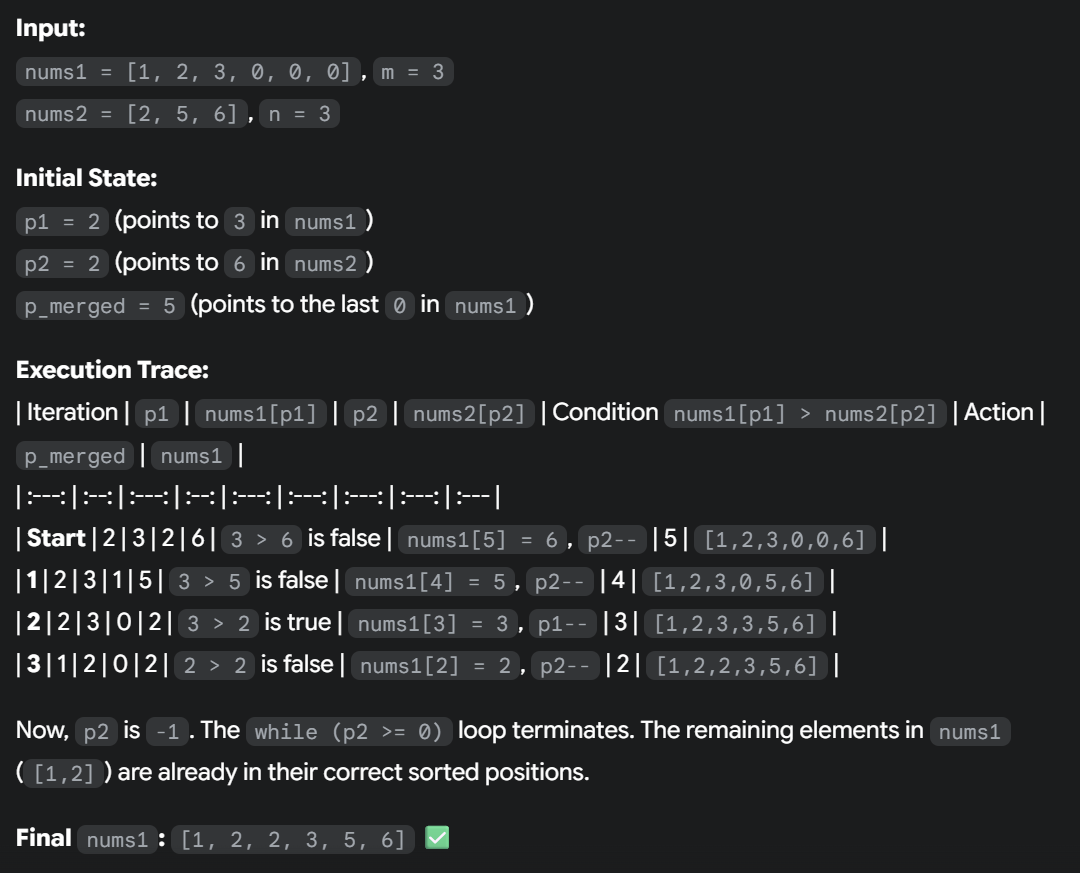 Input:
nums1 = [1, 2, 3, 0, 0, 0], m = 3
nums2 = [2, 5, 6], n = 3
Initial State:
p1 = 2 (points to 3 in nums1)
p2 = 2 (points to 6 in nums2)
p_merged = 5 (points to the last 0 in nums1)
Execution Trace:
| Iteration | p1 | nums1[p1] | p2 | nums2[p2] | Condition nums1[p1] > nums2[p2] | Action |
p_merged | nums1 |
|:---:|:--:|:---:|:--:|:---:|:---:|:---:|:---:|:---|
| Start | 2 | 3 | 2 | 6 | 3 > 6 is false | nums1[5] = 6, p2-- | 5 | [1,2,3,0,0,6] |
| 1 | 2 | 3 | 1 | 5 | 3 > 5 is false | nums1[4] = 5, p2-- | 4 | [1,2,3,0,5,6] |
| 2 | 2 | 3 | 0 | 2 | 3 > 2 is true | nums1[3] = 3, p1-- | 3 | [1,2,3,3,5,6] |
| 3 | 1 | 2 | 0 | 2 | 2 > 2 is false | nums1[2] = 2, p2-- | 2 | [1,2,2,3,5,6] |
Now, p2 is -1. The while (p2 >= 0) loop terminates. The remaining elements in nums1
([1,2]) are already in their correct sorted positions.
Final nums1: [1, 2, 2, 3, 5, 6] ✅